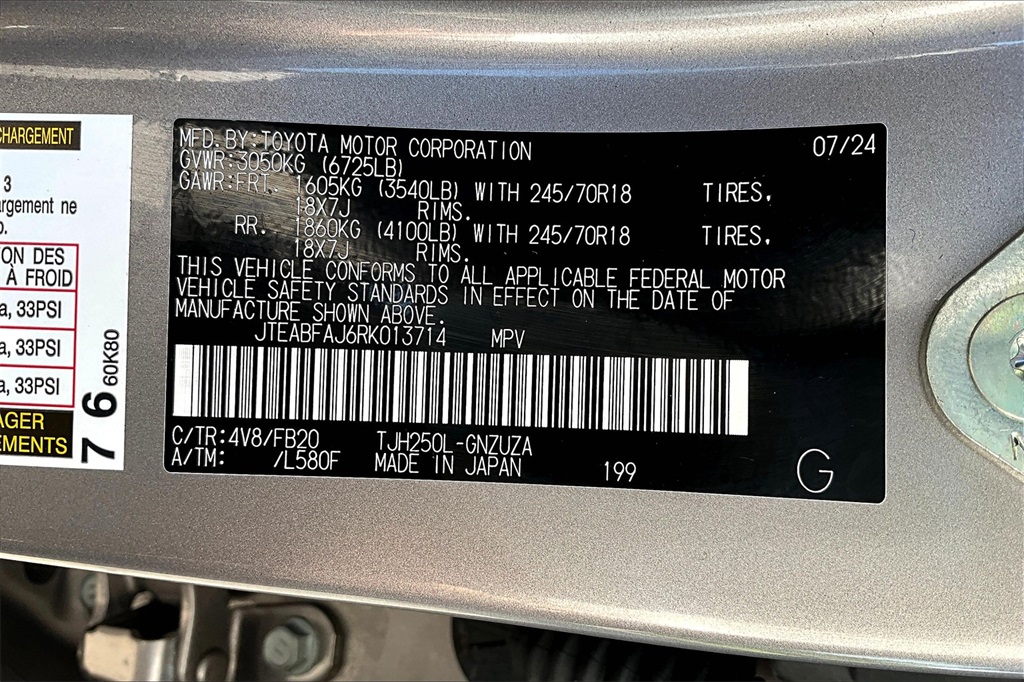 CHARGEMENT
3
argement ne
o.
ON DES
À FROID
a, 33PSI
a, 33PSI
a, 33PSI
AGER
EMENTS
76
60K80
MFD. BY: TOYOTA MOTOR CORPORATION 07/24
GVWR: 3050KG (6725LB)
GAWR: FRT. 1605KG (3540LB) WITH 245/70R18 TIRES,
18X7J RIMS.
RR. 1860KG (4100LB) WITH 245/70R18 TIRES,
18X7J RIMS.
THIS VEHICLE CONFORMS TO ALL APPLICABLE FEDERAL MOTOR
VEHICLE SAFETY STANDARDS IN EFFECT ON THE DATE OF
MANUFACTURE SHOWN ABOVE.
JTEABFAJ6RK013714 MPV
C/TR: 4V8/FB20 TJH250L-GNZUZA
A/TM: /L580F MADE IN JAPAN 199 G